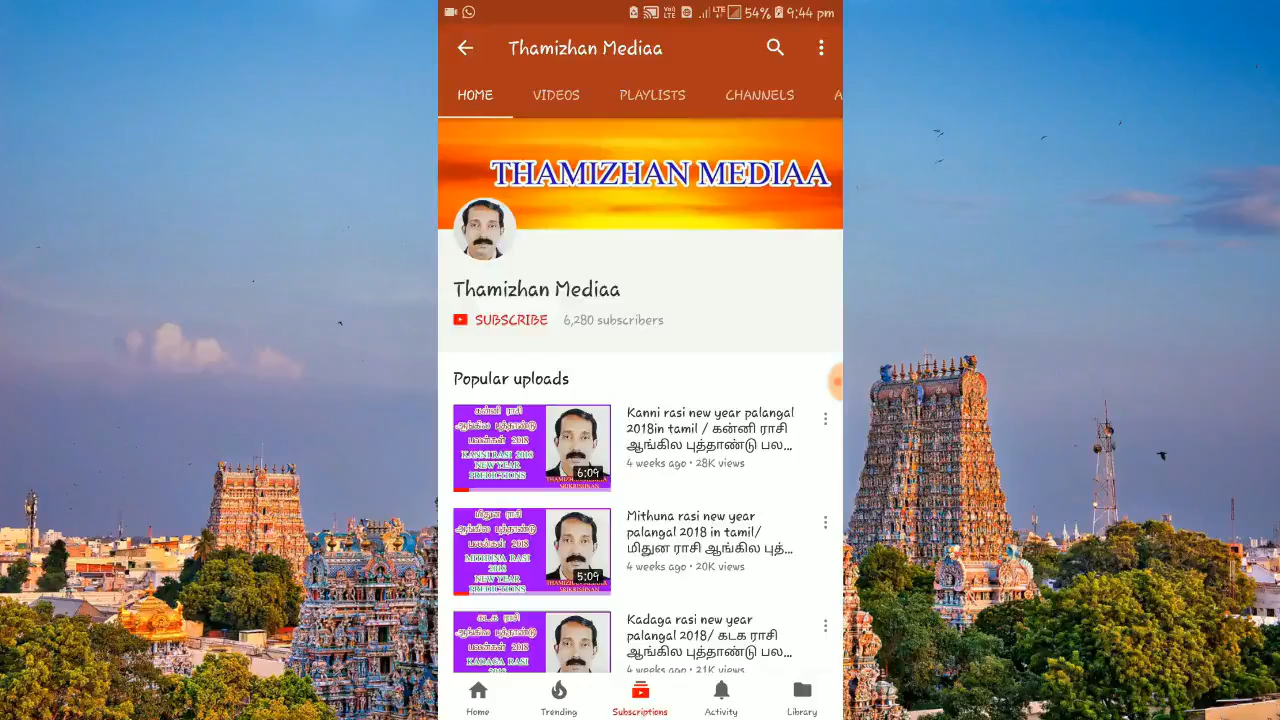 54% 9:44 pm
Thamizhan Mediaa
HOME VIDEOS PLAYLISTS CHANNELS A
THAMIZHAN MEDIAA
Thamizhan Mediaa
SUBSCRIBE 6,280 subscribers
Popular uploads
கன்னி ராசி
ஆங்கில புத்தாண்டு
பலன்கள் 2018
KANNI RASI 2018
NEW YEAR
PREDICTIONS
6:09
Kanni rasi new year palangal
2018in tamil / கன்னி ராசி
ஆங்கில புத்தாண்டு பல...
4 weeks ago • 28K views
மிதுன ராசி
ஆங்கில புத்தாண்டு
பலன்கள் 2018
MITHUNA RASI
2018
NEW YEAR
PREDICTIONS
5:09
Mithuna rasi new year
palangal 2018 in tamil/
மிதுன ராசி ஆங்கில புத்...
4 weeks ago • 20K views
கடக ராசி
ஆங்கில புத்தாண்டு
பலன்கள் 2018
KADAGA RASI
Kadaga rasi new year
palangal 2018/ கடக ராசி
ஆங்கில புத்தாண்டு பல...
4 weeks ago • 21K views
Home Trending Subscriptions Activity Library